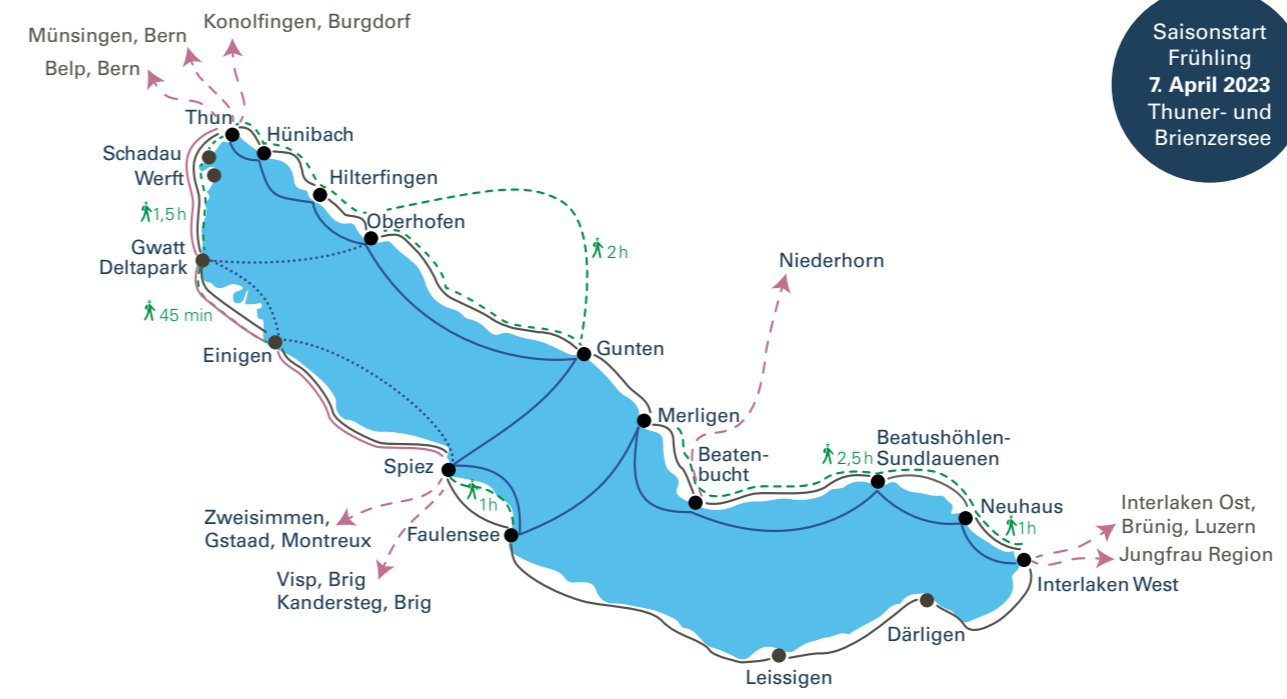 Konolfingen, Burgdorf
Münsingen, Bern
Belp, Bern
Saisonstart
Frühling
7. April 2023
Thuner- und
Brienzersee
Thun
Hünibach
Schadau
Werft
Hilterfingen
1,5 h
Oberhofen
Gwatt
Deltapark
2 h
Niederhorn
45 min
Einigen
Gunten
Merligen
Beaten-
bucht
Beatushöhlen-
Sundlauenen
2,5 h
Spiez
1 h
Neuhaus
1 h
Interlaken Ost,
Brünig, Luzern
Jungfrau Region
Zweisimmen,
Gstaad, Montreux
Faulensee
Visp, Brig
Kandersteg, Brig
Interlaken West
Därligen
Leissigen